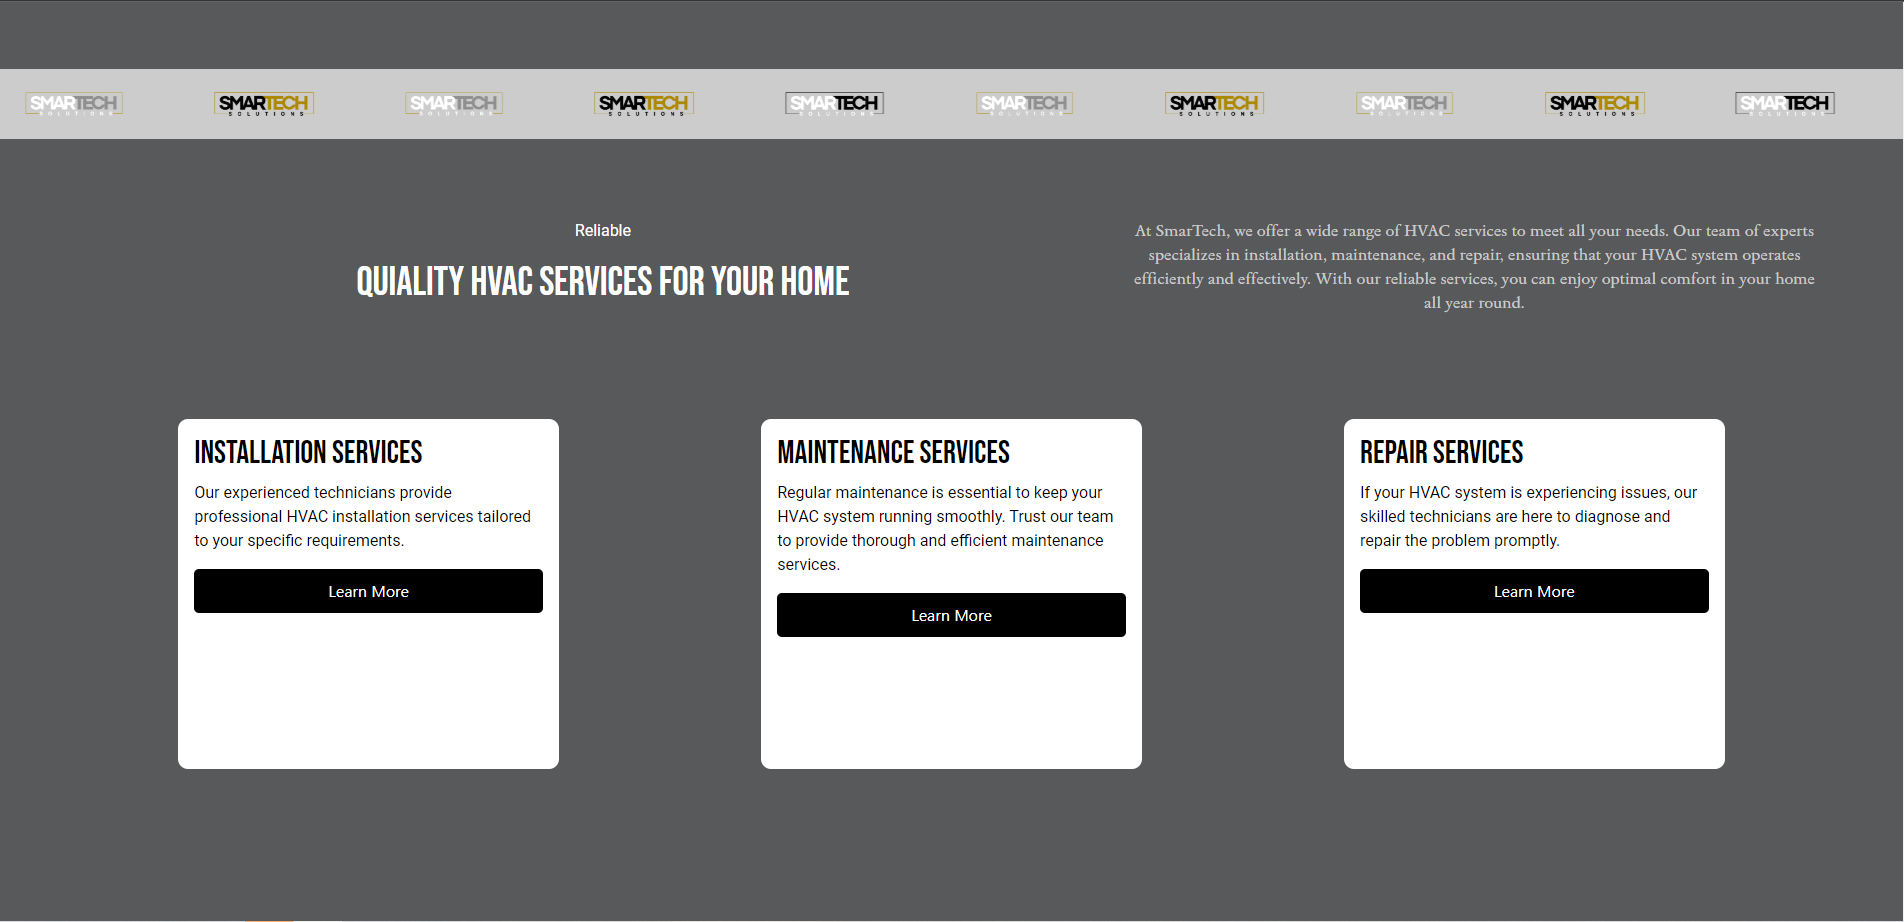 SMARTECH
SOLUTIONS
SMARTECH
SOLUTIONS
SMARTECH
SOLUTIONS
SMARTECH
SOLUTIONS
SMARTECH
SOLUTIONS
SMARTECH
SOLUTIONS
SMARTECH
SOLUTIONS
SMARTECH
SOLUTIONS
SMARTECH
SOLUTIONS
SMARTECH
SOLUTIONS
Reliable
QUIALITY HVAC SERVICES FOR YOUR HOME
At SmarTech, we offer a wide range of HVAC services to meet all your needs. Our team of experts
specializes in installation, maintenance, and repair, ensuring that your HVAC system operates
efficiently and effectively. With our reliable services, you can enjoy optimal comfort in your home
all year round.
INSTALLATION SERVICES
Our experienced technicians provide
professional HVAC installation services tailored
to your specific requirements.
Learn More
MAINTENANCE SERVICES
Regular maintenance is essential to keep your
HVAC system running smoothly. Trust our team
to provide thorough and efficient maintenance
services.
Learn More
REPAIR SERVICES
If your HVAC system is experiencing issues, our
skilled technicians are here to diagnose and
repair the problem promptly.
Learn More